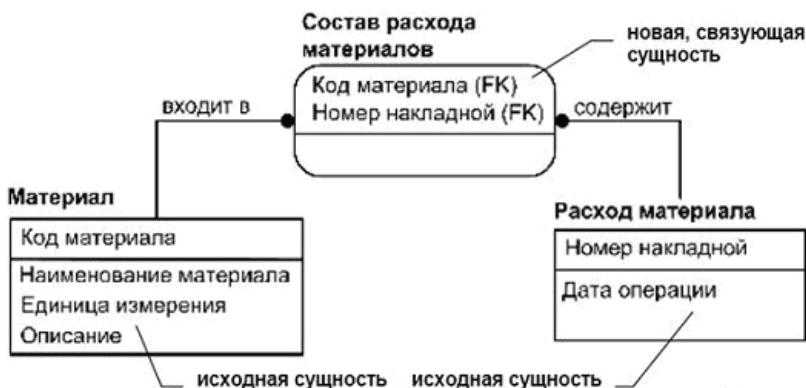 Состав расхода
материалов
новая, связующая
сущность
Код материала (FK)
Номер накладной (FK)
входит в
содержит
Материал
Код материала
Наименование материала
Единица измерения
Описание
Расход материала
Номер накладной
Дата операции
исходная сущность
исходная сущность